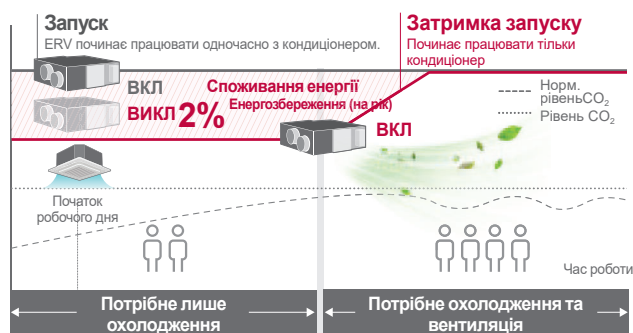 Запуск
ERV починає працювати одночасно з кондиціонером.
Затримка запуску
Починає працювати тільки
кондиціонер
ВКЛ
ВИКЛ 2%
Споживання енергії
Енергозбереження (на рік)
ВКЛ
Норм.
рівеньCO₂
Рівень CO₂
Початок
робочого дня
Час роботи
Потрібне лише
охолодження
Потрібне охолодження та
вентиляція